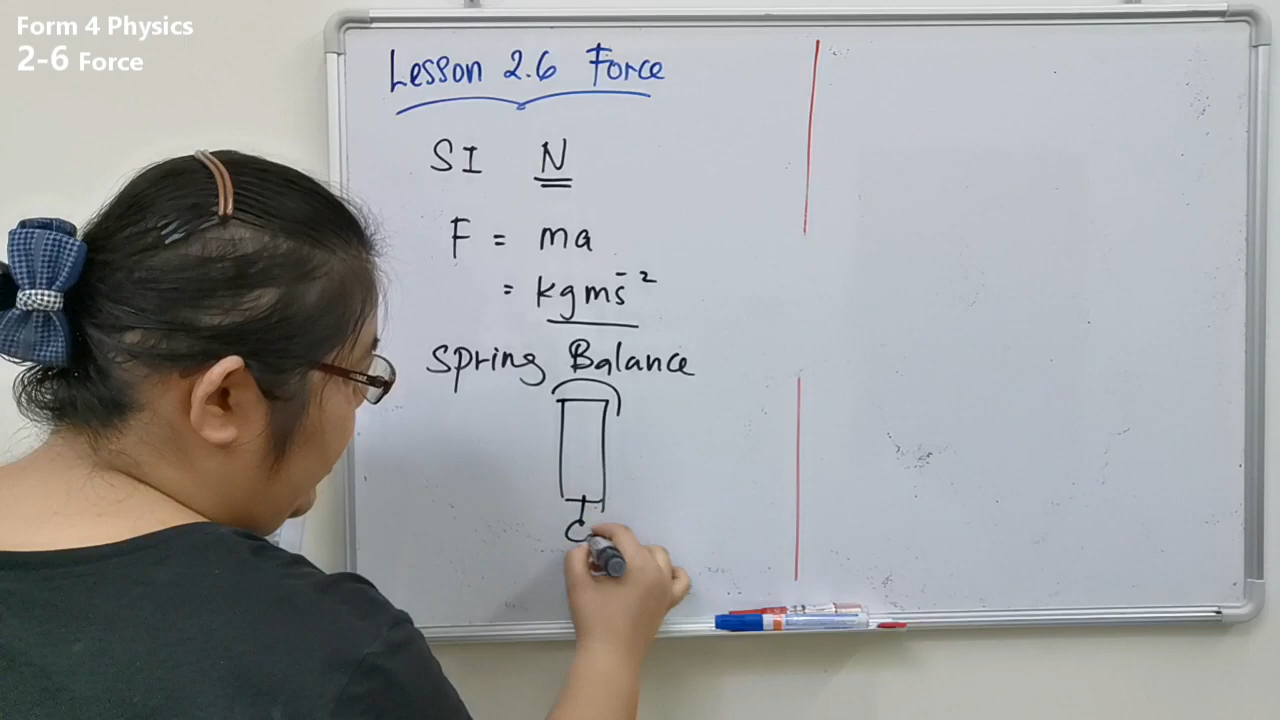 Form 4 Physics
2-6 Force
Lesson 2.6 Force
SI N
F = ma
= kgms⁻²
Spring Balance